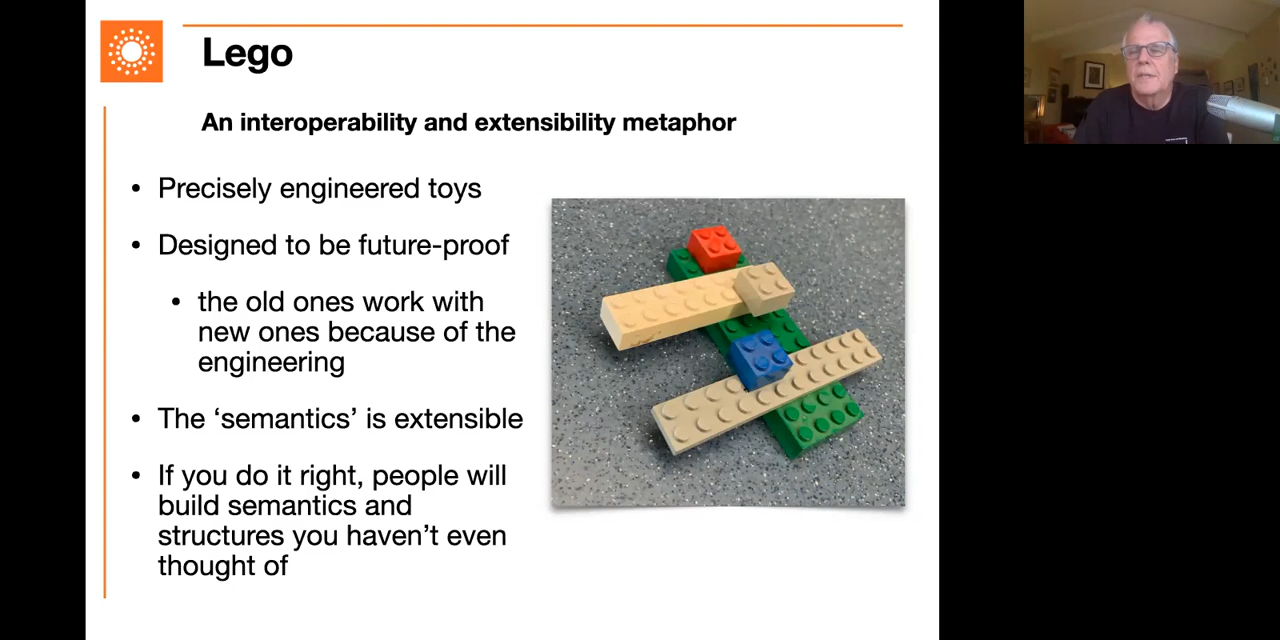 Lego
An interoperability and extensibility metaphor
• Precisely engineered toys
• Designed to be future-proof
• the old ones work with
new ones because of the
engineering
• The ‘semantics’ is extensible
• If you do it right, people will
build semantics and
structures you haven’t even
thought of